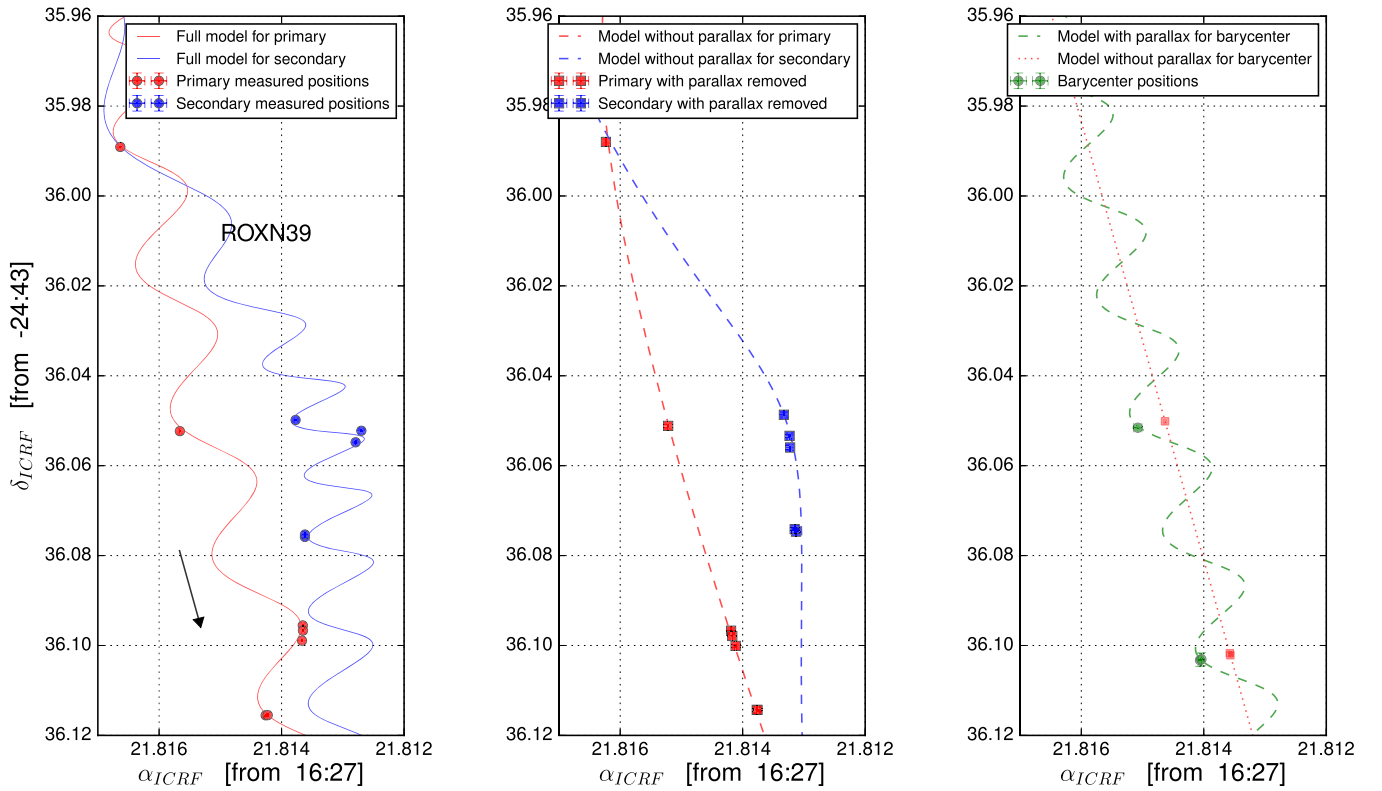 35.96
35.98
36.00
36.02
36.04
36.06
36.08
36.10
36.12
δICRF [from -24:43]
Full model for primary
Full model for secondary
Primary measured positions
Secondary measured positions
ROXN39
21.816
21.814
21.812
αICRF [from 16:27]
35.96
35.98
36.00
36.02
36.04
36.06
36.08
36.10
36.12
Model without parallax for primary
Model without parallax for secondary
Primary with parallax removed
Secondary with parallax removed
21.816
21.814
21.812
αICRF [from 16:27]
35.96
35.98
36.00
36.02
36.04
36.06
36.08
36.10
36.12
Model with parallax for barycenter
Model without parallax for barycenter
Barycenter positions
21.816
21.814
21.812
αICRF [from 16:27]